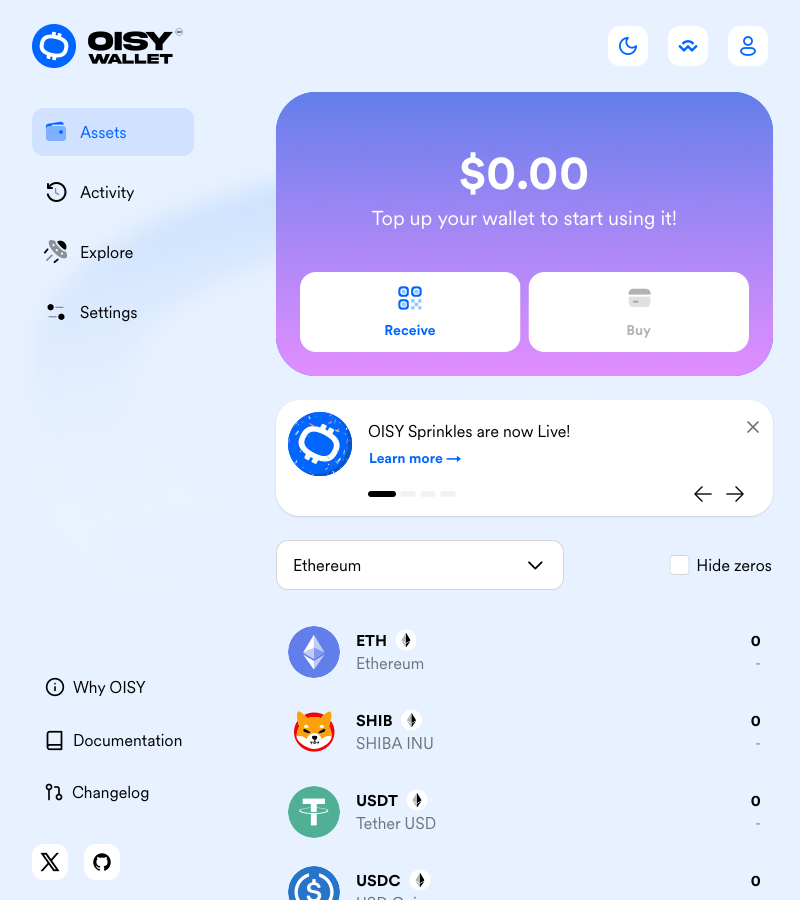 OISY
WALLET
Assets
Activity
Explore
Settings
$0.00
Top up your wallet to start using it!
Receive
Buy
OISY Sprinkles are now Live!
Learn more →
Ethereum
Hide zeros
ETH
0
Ethereum
-
SHIB
0
SHIBA INU
-
USDT
0
Tether USD
-
USDC
0
Why OISY
Documentation
Changelog